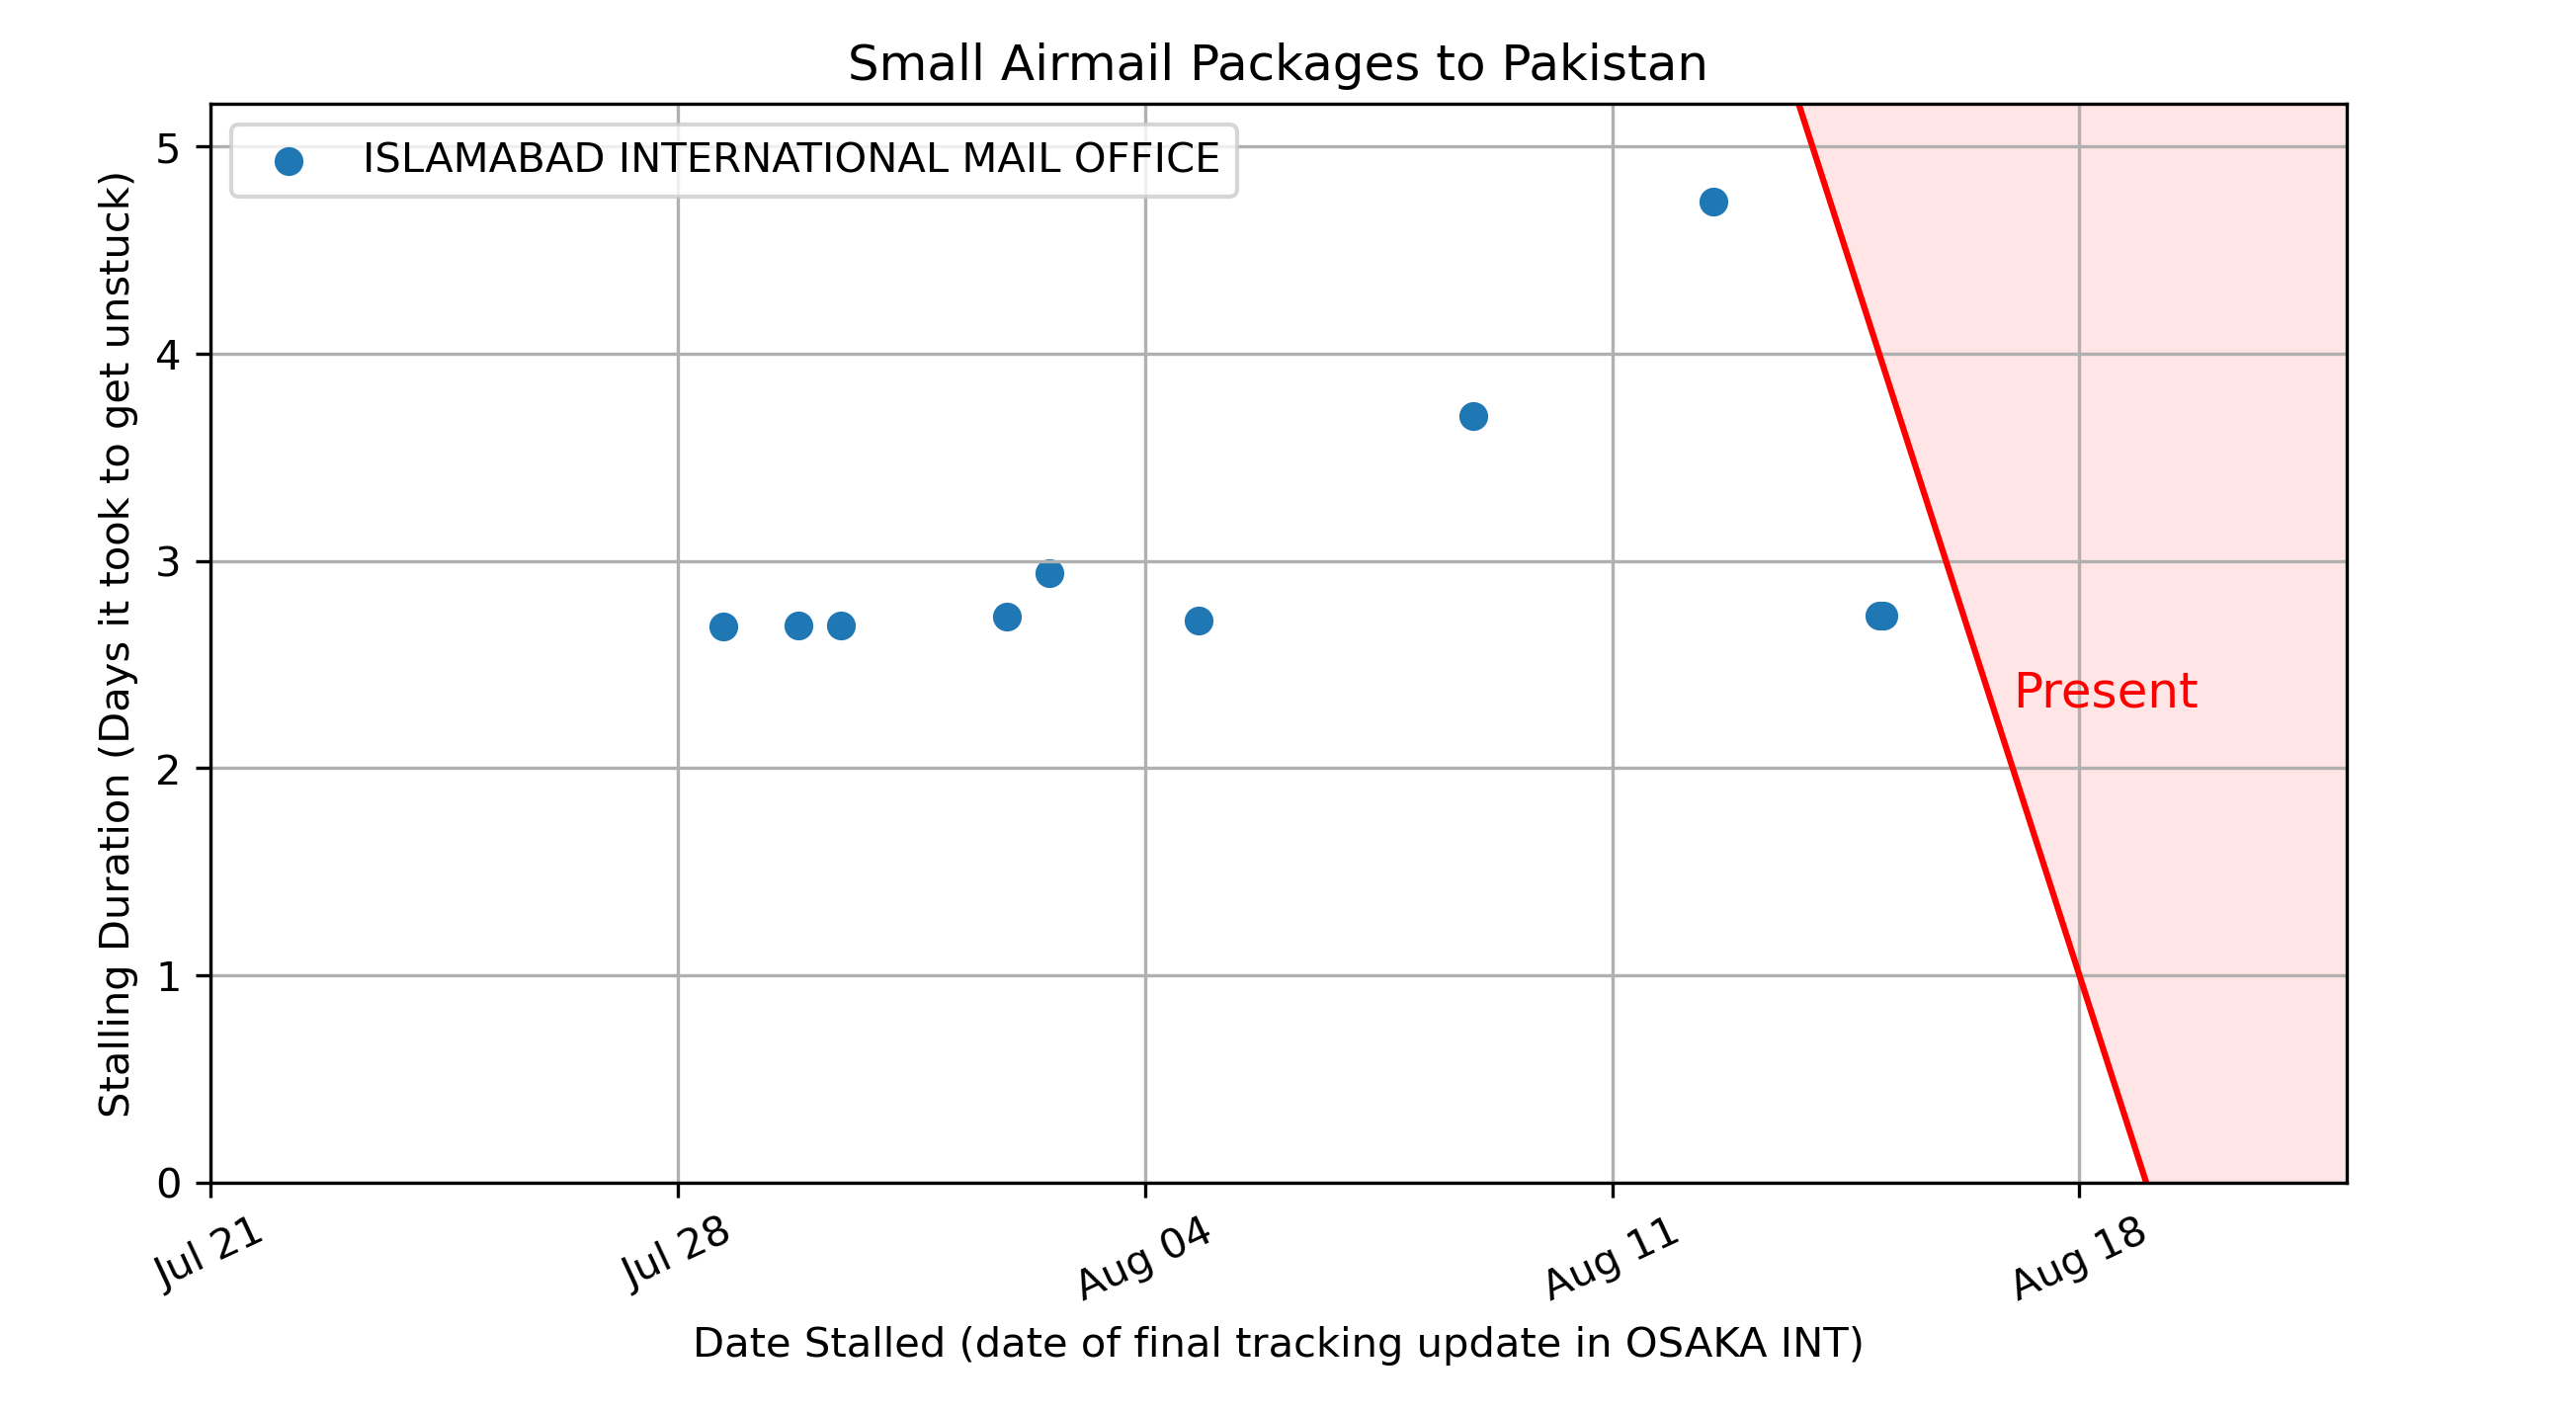 Small Airmail Packages to Pakistan
ISLAMABAD INTERNATIONAL MAIL OFFICE
Stalling Duration (Days it took to get unstuck)
5
4
3
2
1
0
Present
Jul 21
Jul 28
Aug 04
Aug 11
Aug 18
Date Stalled (date of final tracking update in OSAKA INT)